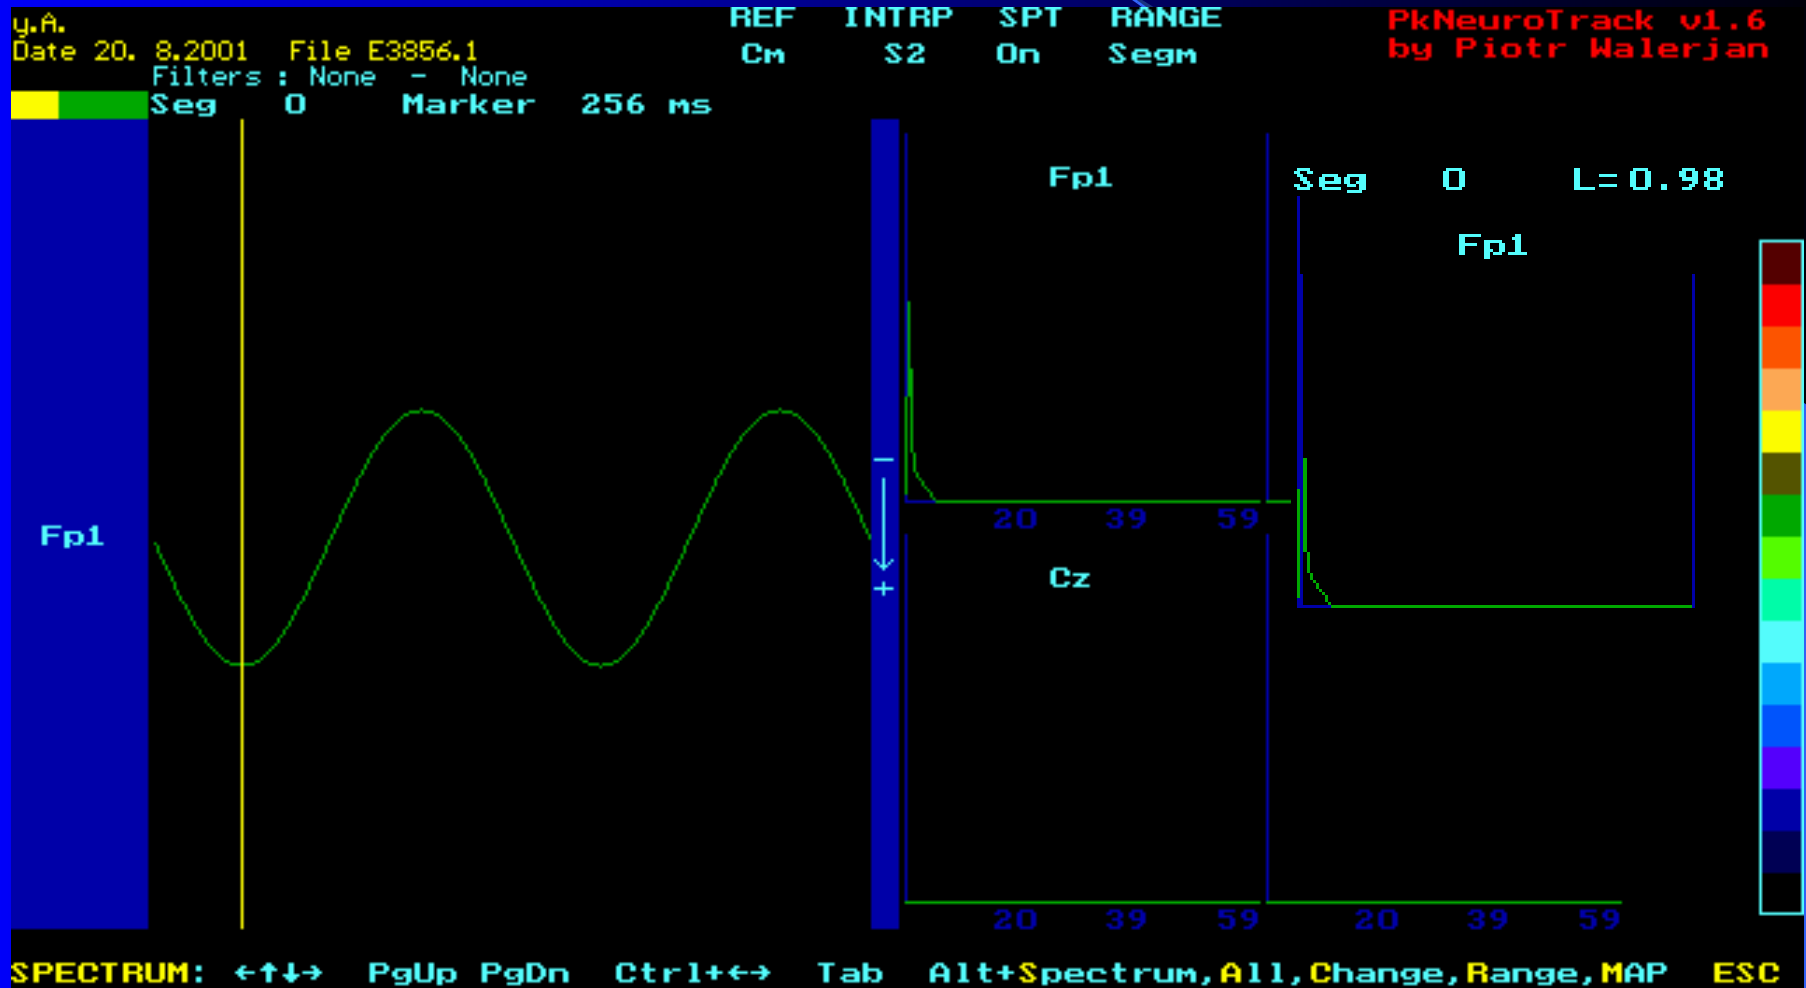 y.A.
REF INTRP SPT RANGE
PkNeuroTrack v1.6
Date 20. 8.2001 File E3856.1
Cm S2 On Segm
by Piotr Walerjan
Filters : None - None
Seg 0 Marker 256 ms
Fp1
Seg 0 L= 0.98
Fp1
Fp1
-
+
20 39 59
Cz
20 39 59 20 39 59
SPECTRUM: ←↑↓→ PgUp PgDn Ctrl+←→ Tab Alt+Spectrum,All,Change,Range,MAP ESC